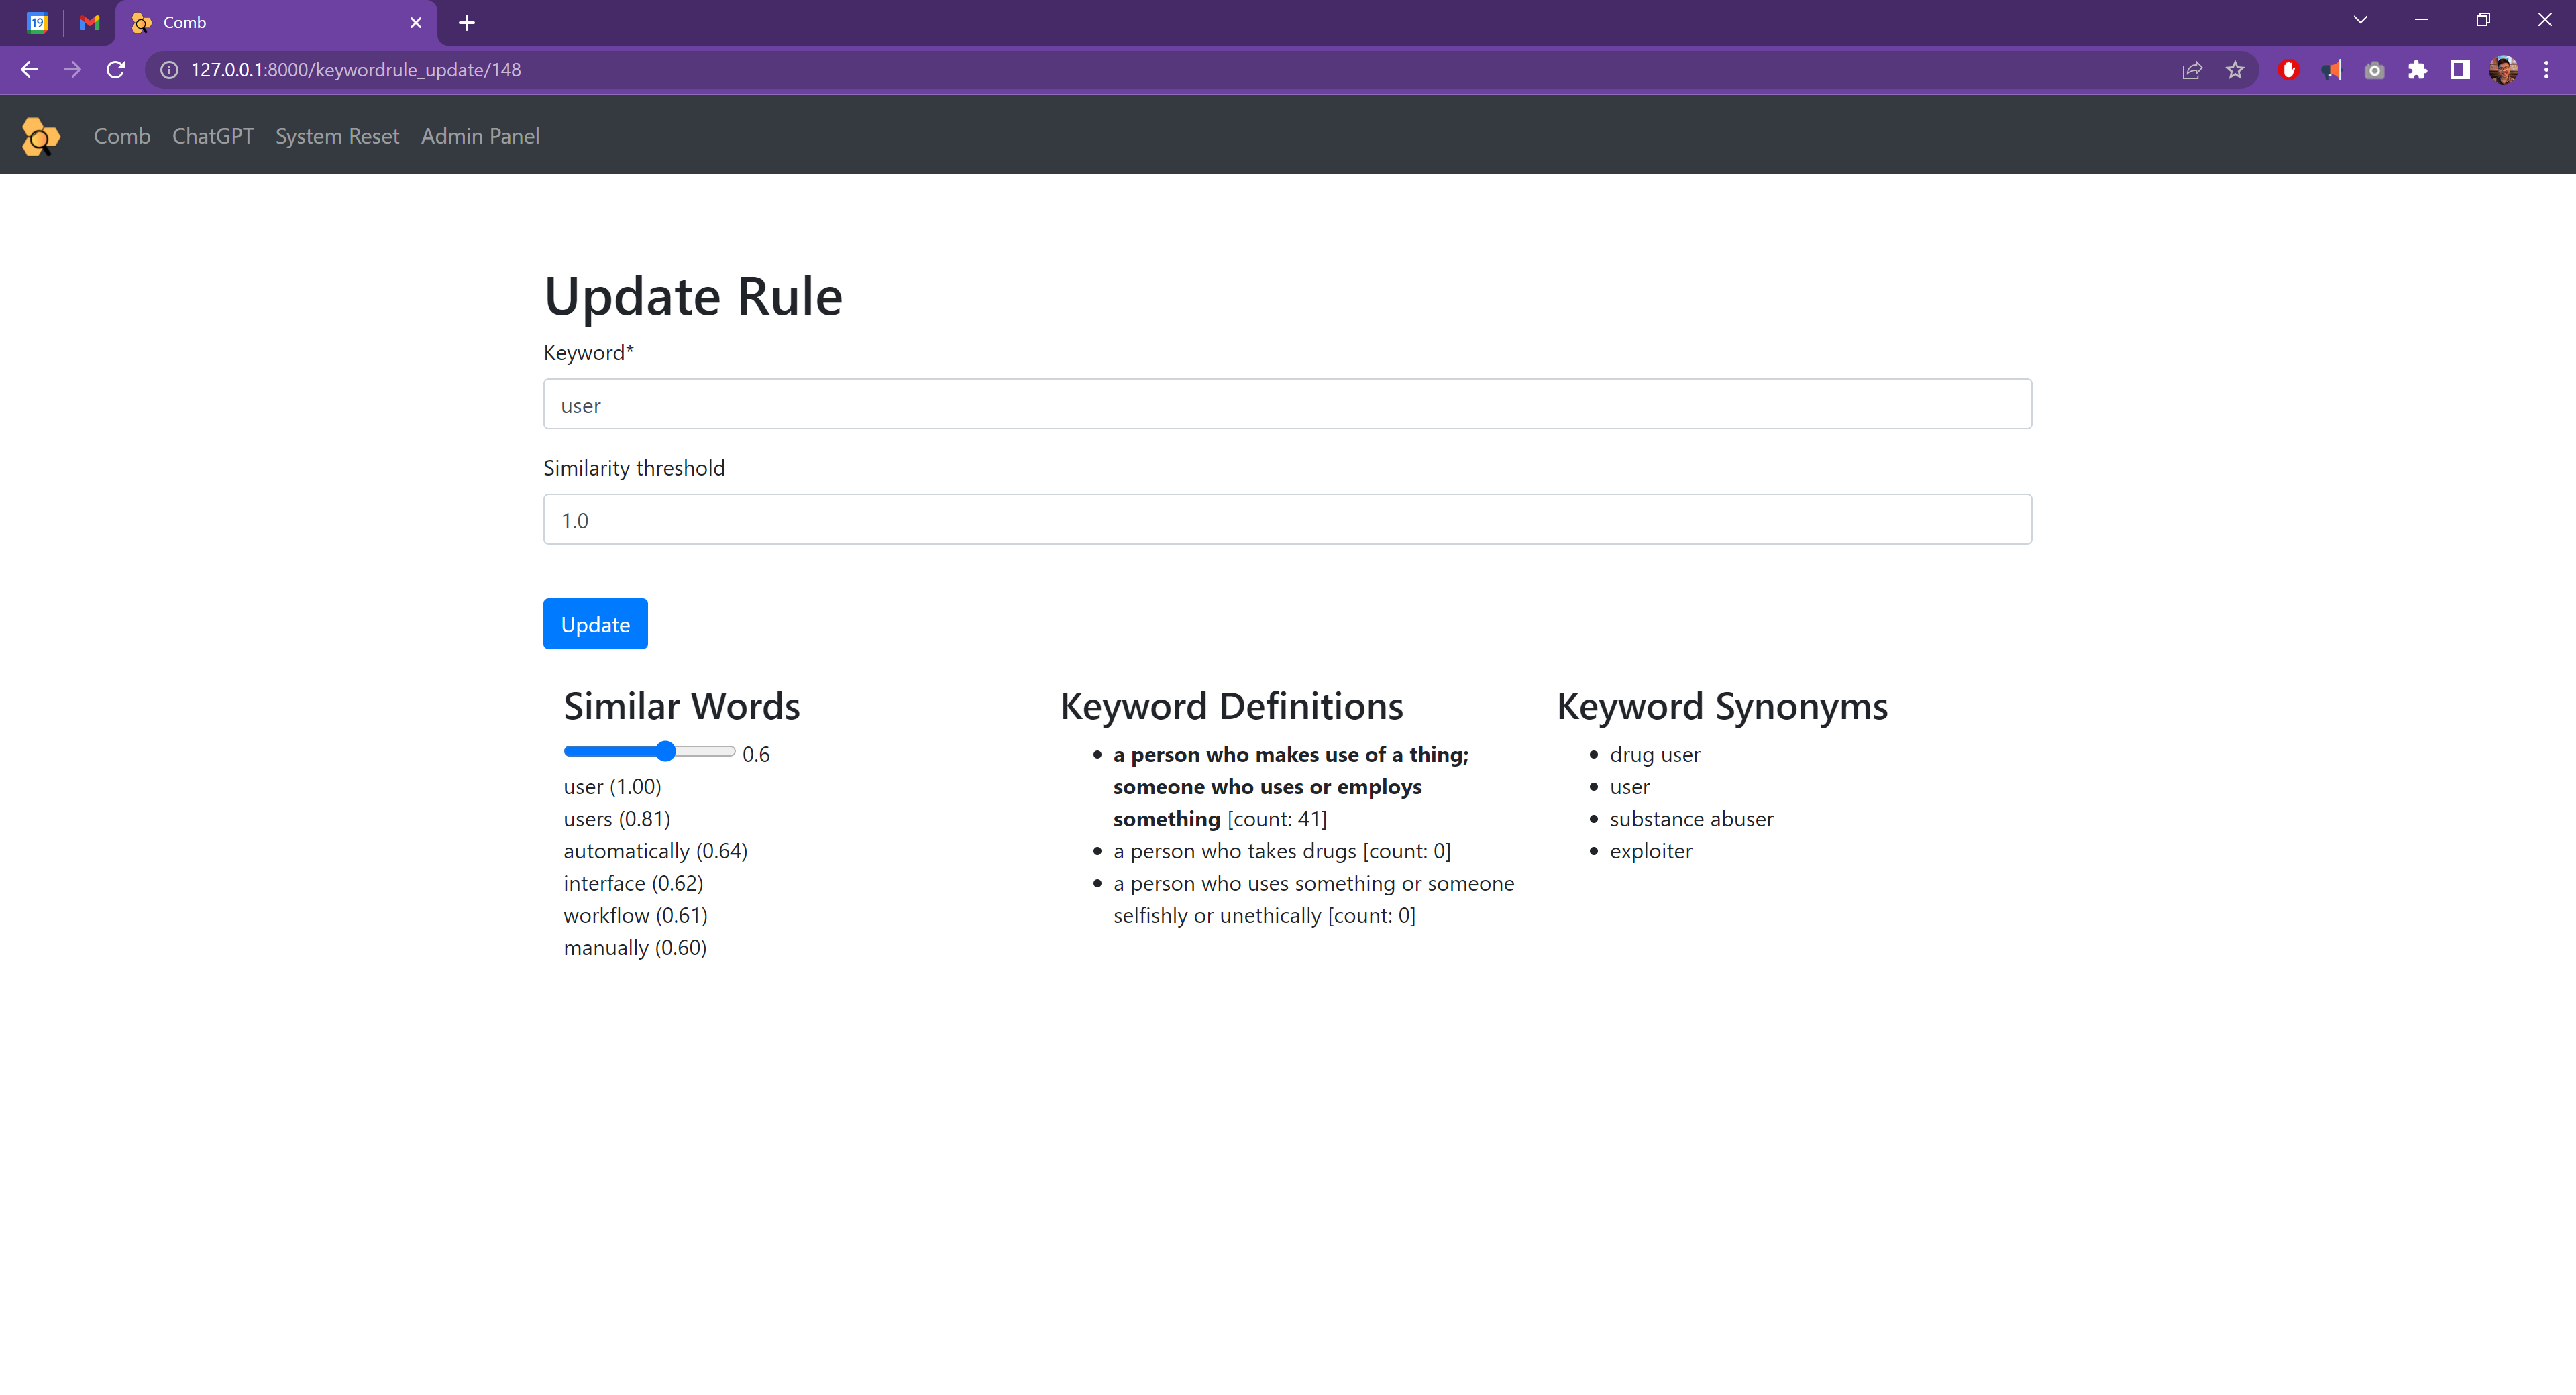 19
Comb
127.0.0.1:8000/keywordrule_update/148
Comb ChatGPT System Reset Admin Panel
Update Rule
Keyword*
user
Similarity threshold
1.0
Update
Similar Words
0.6
user (1.00)
users (0.81)
automatically (0.64)
interface (0.62)
workflow (0.61)
manually (0.60)
Keyword Definitions
• a person who makes use of a thing;
someone who uses or employs
something [count: 41]
• a person who takes drugs [count: 0]
• a person who uses something or someone
selfishly or unethically [count: 0]
Keyword Synonyms
• drug user
• user
• substance abuser
• exploiter